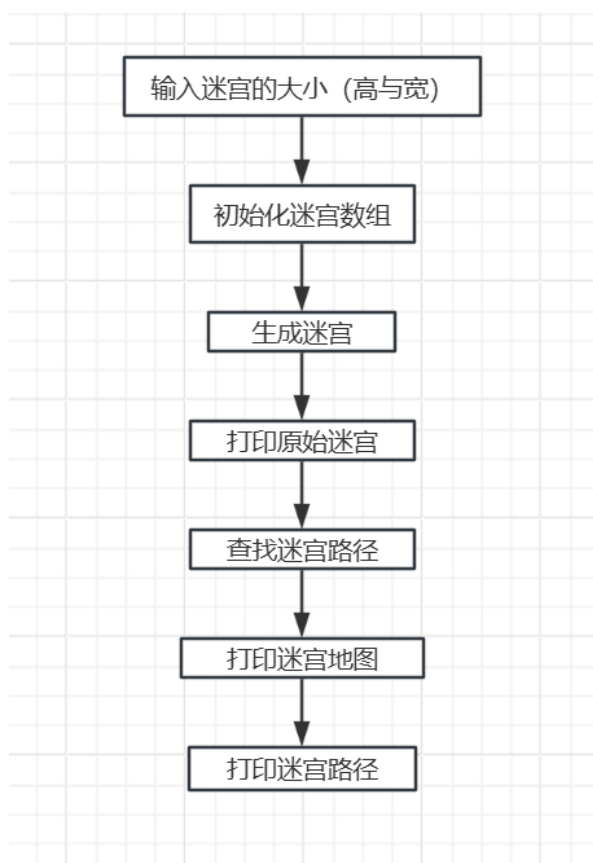 输入迷宫的大小（高与宽）
初始化迷宫数组
生成迷宫
打印原始迷宫
查找迷宫路径
打印迷宫地图
打印迷宫路径